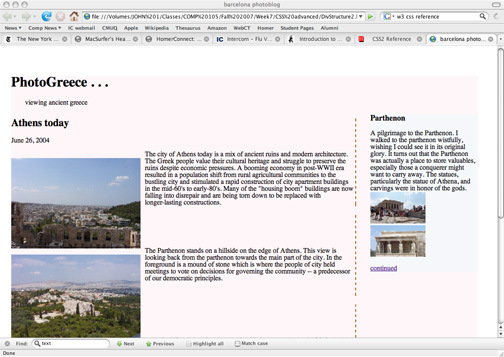 barcelona photoblog
file:///Volumes/JOHN1/Classes/COMP%20105/Fall%202007/Week7/CSS%20advanced/DivStructure2.
w3 css reference
News Comp News IC webmail CMUQ World Books Apple Amazon eBay News Homer Student Pages Alumni
The New York ...
MacSurfer's Hea...
HomerConnect: ...
Intercom - Flu V...
Introduction to ...
CSS2 Reference
barcelona photo...
PhotoGreece . . .
viewing ancient greece
Athens today
June 26, 2004
The city of Athens today is a mix of ancient ruins and modern architecture.
The Greek people value their cultural heritage and struggle to preserve the
ruins despite economic pressures. A booming economy in post-WWII era
resulted in a population shift from rural agricultural communities to the
bustling city and stimulated a rapid construction of city apartment buildings
in the mid-60's to early-80's. Many of the "housing boom" buildings are now
falling into disrepair and are being torn down to be replaced with
longer-lasting constructions.
The Parthenon stands on a hillside on the edge of Athens. This view is
looking back from the parthenon towards the main part of the city. In the
foreground is a mound of stone which is where the people of city held
meetings to vote on decisions for governing the community -- a predecessor
of our democratic principles.
Parthenon
A pilgrimage to the Parthenon. I
walked to the parthenon wistfully,
wishing I could see it in its original
glory. It turns out that the Parthenon
was actually a place to store valuables,
especially those a conquerer might
want to carry away. The statues,
particularly the statue of Athena, and
carvings were in honor of the gods.
continued
Find: text Next Previous Highlight all Match case
Done